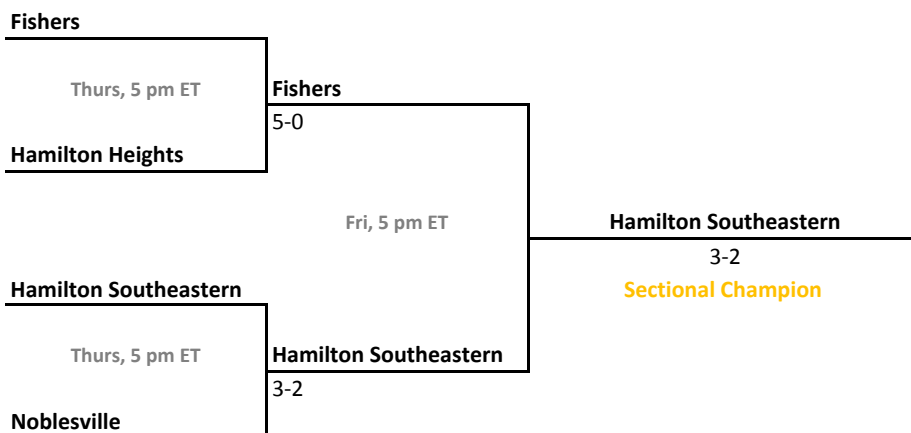 Fishers
Thurs, 5 pm ET
Fishers
5-0
Hamilton Heights
Fri, 5 pm ET
Hamilton Southeastern
3-2
Sectional Champion
Hamilton Southeastern
Thurs, 5 pm ET
Hamilton Southeastern
3-2
Noblesville